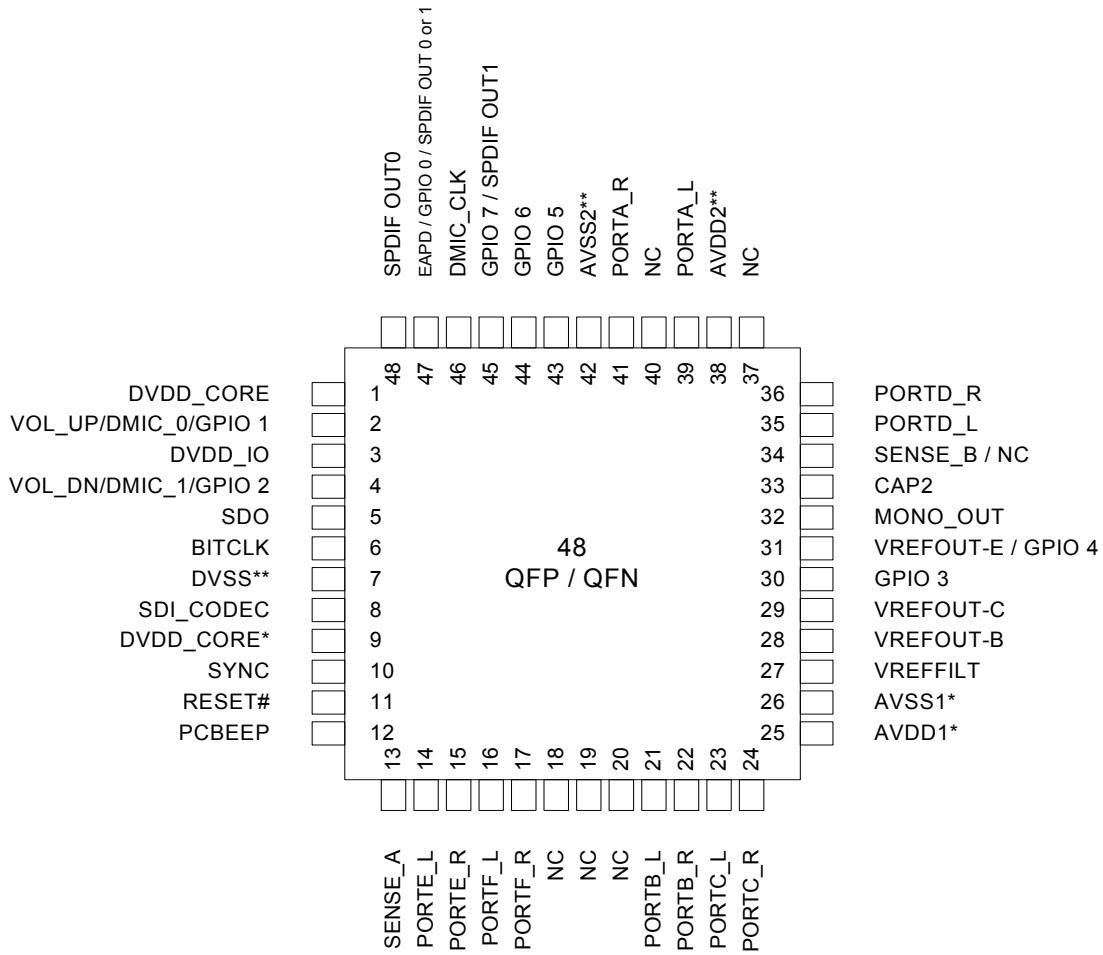 SPDIF OUT0
EAPD / GPIO 0 / SPDIF OUT 0 or 1
DMIC_CLK
GPIO 7 / SPDIF OUT1
GPIO 6
GPIO 5
AVSS2**
PORTA_R
NC
PORTA_L
AVDD2**
NC
48
47
46
45
44
43
42
41
40
39
38
37
DVDD_CORE 1
VOL_UP/DMIC_0/GPIO 1 2
DVDD_IO 3
VOL_DN/DMIC_1/GPIO 2 4
SDO 5
BITCLK 6
DVSS** 7
SDI_CODEC 8
DVDD_CORE* 9
SYNC 10
RESET# 11
PCBEEP 12
48
QFP / QFN
36 PORTD_R
35 PORTD_L
34 SENSE_B / NC
33 CAP2
32 MONO_OUT
31 VREFOUT-E / GPIO 4
30 GPIO 3
29 VREFOUT-C
28 VREFOUT-B
27 VREFFILT
26 AVSS1*
25 AVDD1*
13
14
15
16
17
18
19
20
21
22
23
24
SENSE_A
PORTE_L
PORTE_R
PORTF_L
PORTF_R
NC
NC
NC
PORTB_L
PORTB_R
PORTC_L
PORTC_R